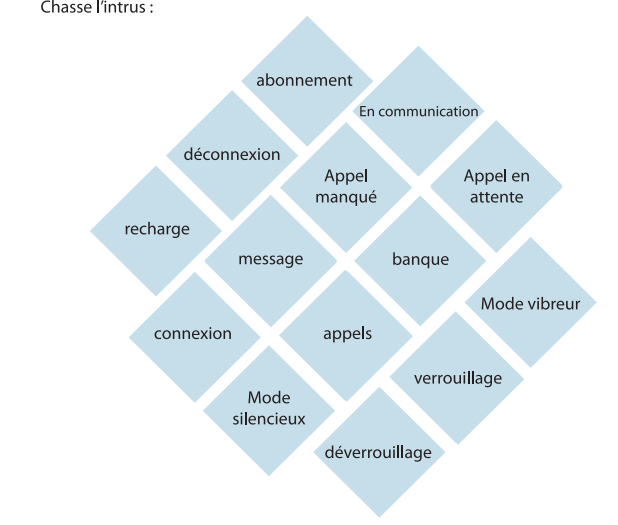 Chasse l'intrus :
abonnement
En communication
déconnexion
Appel
manqué
Appel en
attente
recharge
message
banque
Mode vibreur
connexion
appels
verrouillage
Mode
silencieux
déverrouillage